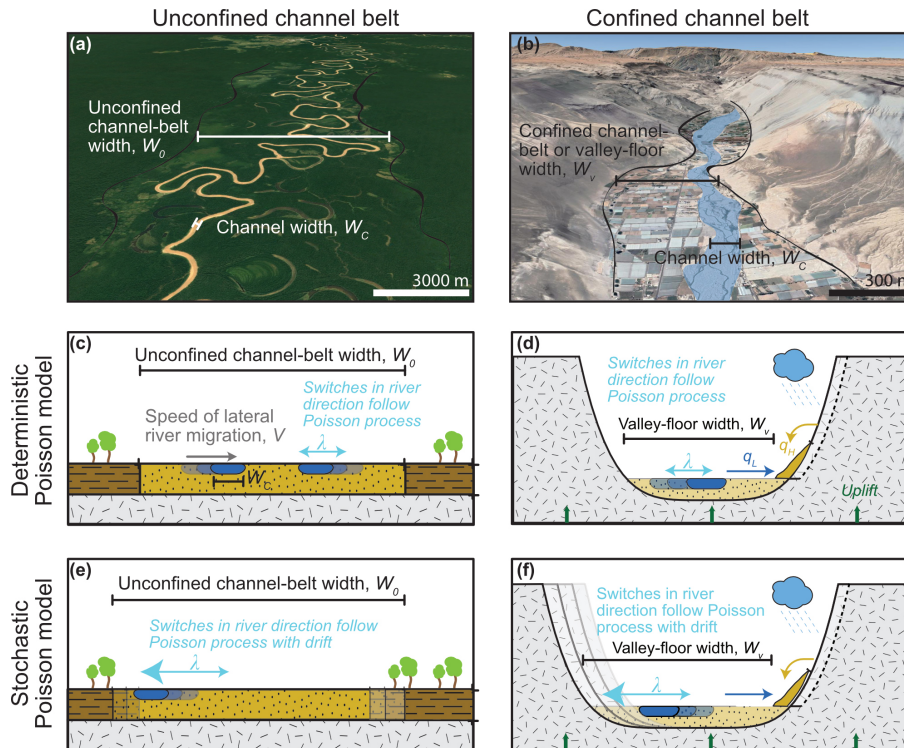 Unconfined channel belt
Confined channel belt
(a)
Unconfined
channel-belt
width, W0
Channel width, WC
3000 m
(b)
Confined channel-
belt or valley-floor
width, Wv
Channel width, WC
300 m
Deterministic
Poisson model
(c)
Unconfined channel-belt width, W0
Switches in river
direction follow
Poisson process
Speed of lateral
river migration, V
λ
WC
(d)
Switches in river
direction follow
Poisson process
Valley-floor width, Wv
qH
λ
qL
Uplift
Stochastic
Poisson model
(e)
Unconfined channel-belt width, W0
Switches in river direction follow
Poisson process with drift
λ
(f)
Switches in river
direction follow Poisson
process with drift
Valley-floor width, Wv
λ